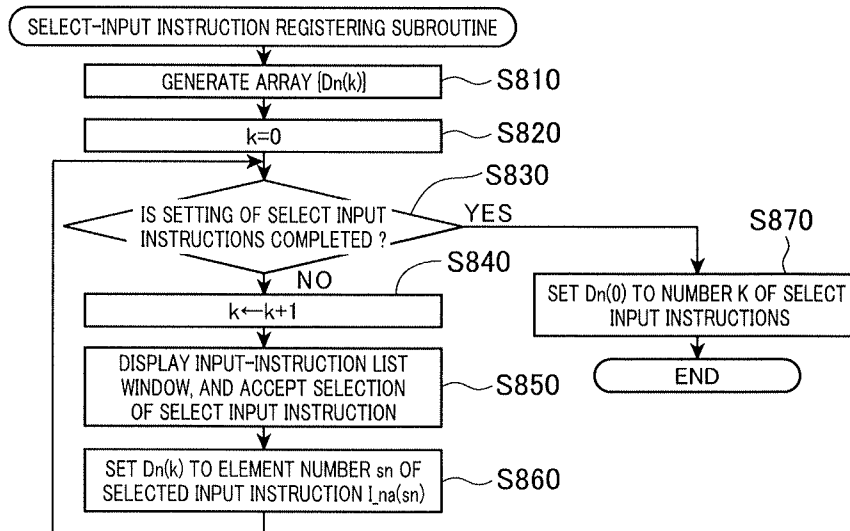 SELECT-INPUT INSTRUCTION REGISTERING SUBROUTINE
GENERATE ARRAY {Dn(k)}
S810
k=0
S820
S830
IS SETTING OF SELECT INPUT
INSTRUCTIONS COMPLETED ?
YES
NO
S840
k←k+1
DISPLAY INPUT-INSTRUCTION LIST
WINDOW, AND ACCEPT SELECTION
OF SELECT INPUT INSTRUCTION
S850
SET Dn(k) TO ELEMENT NUMBER sn OF
SELECTED INPUT INSTRUCTION I_na(sn)
S860
S870
SET Dn(0) TO NUMBER K OF SELECT
INPUT INSTRUCTIONS
END